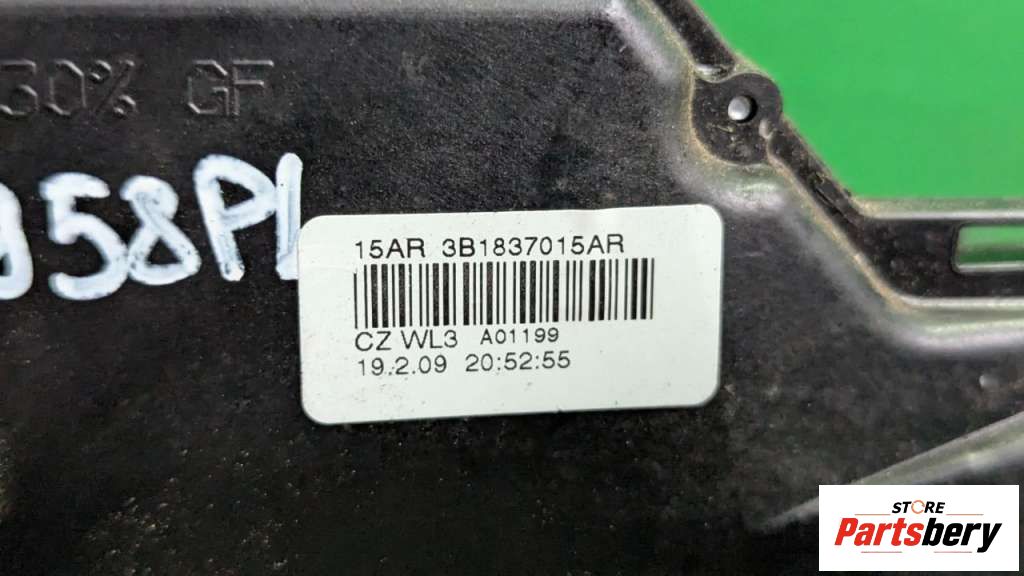 30% GF
58PL
15AR 3B1837015AR
CZ WL3 A01199
19.2.09 20:52:55
STORE
Partsbery